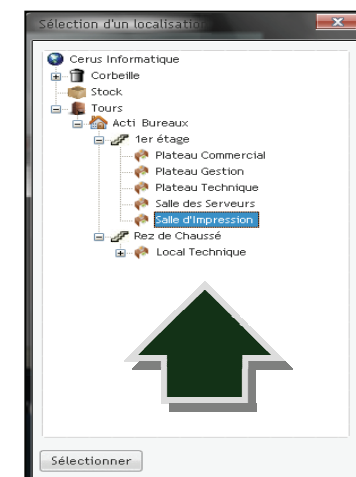 Sélection d'un localisatio
Cerus Informatique
Corbeille
Stock
Tours
Acti Bureaux
1er étage
Plateau Commercial
Plateau Gestion
Plateau Technique
Salle des Serveurs
Salle d'Impression
Rez de Chaussé
Local Technique
Sélectionner